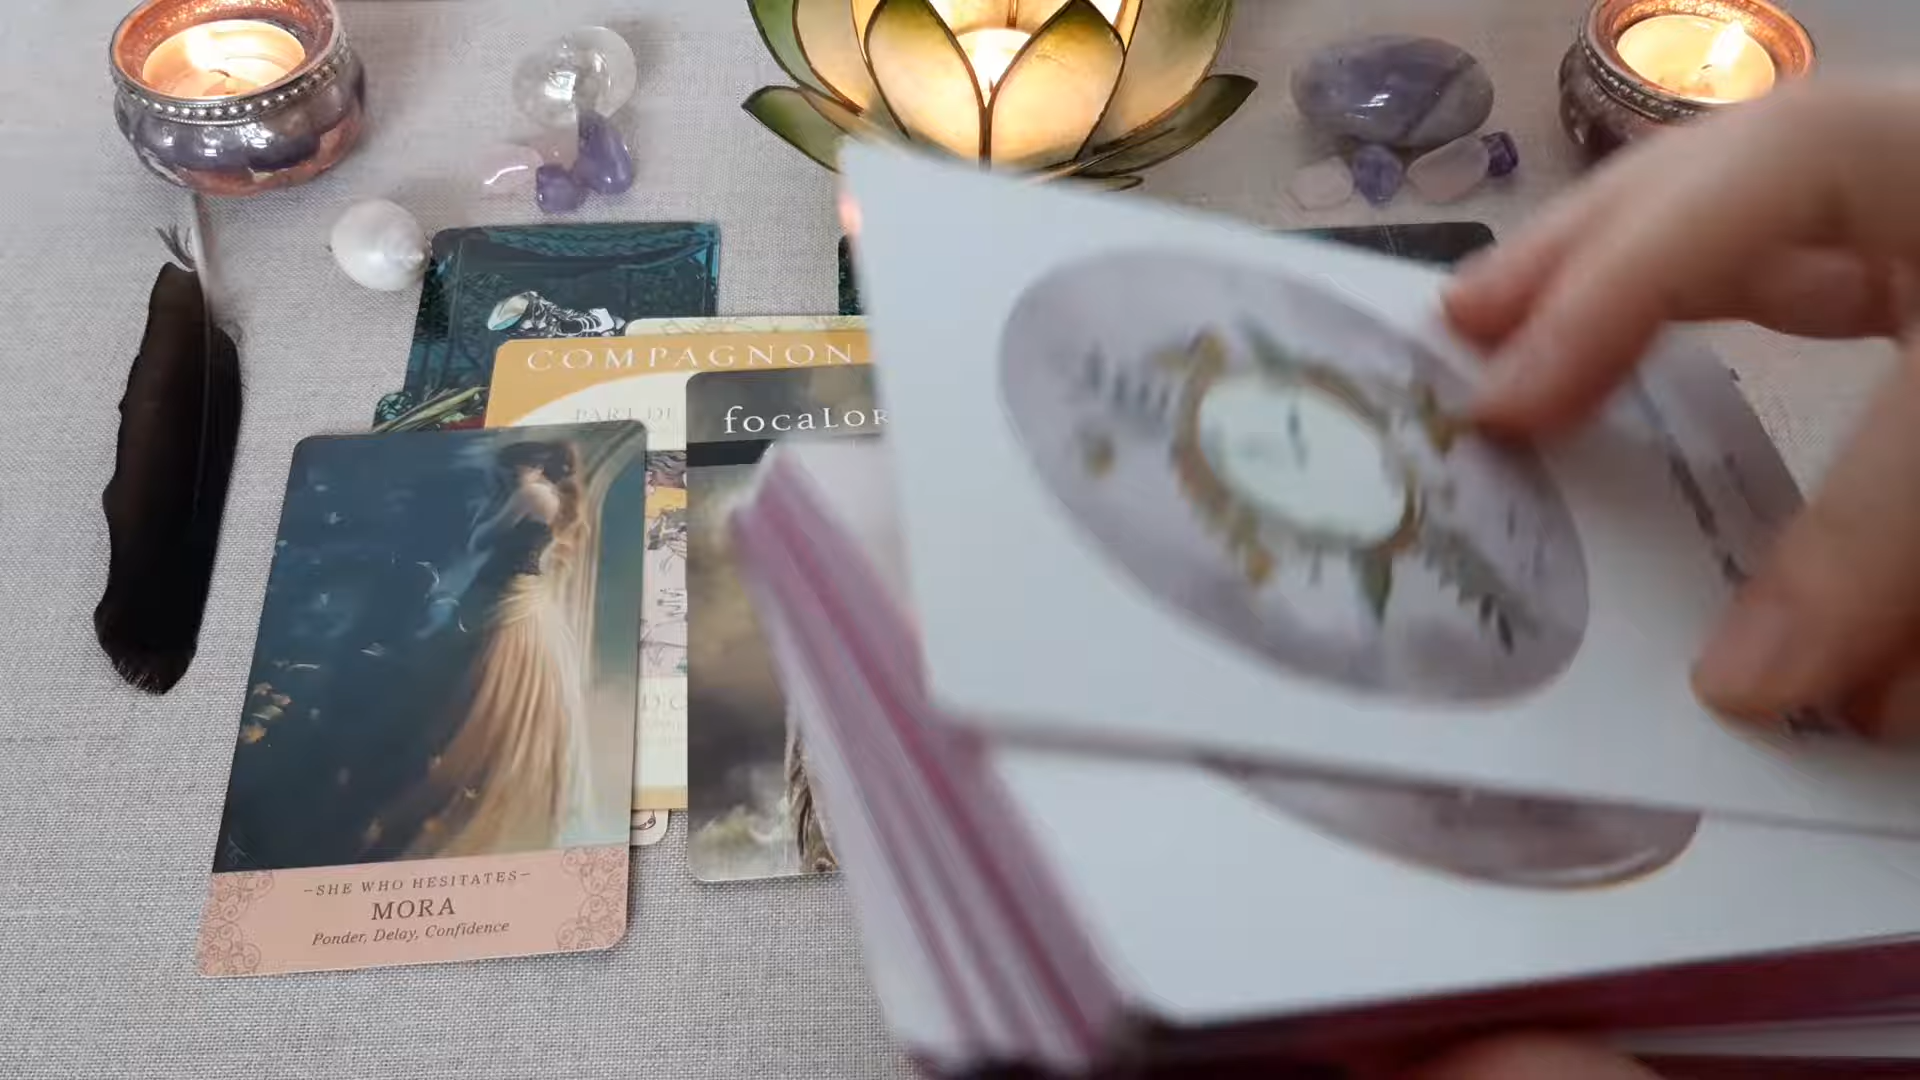 COMPAGNON
PART DE
focalor
–SHE WHO HESITATES–
MORA
Ponder, Delay, Confidence